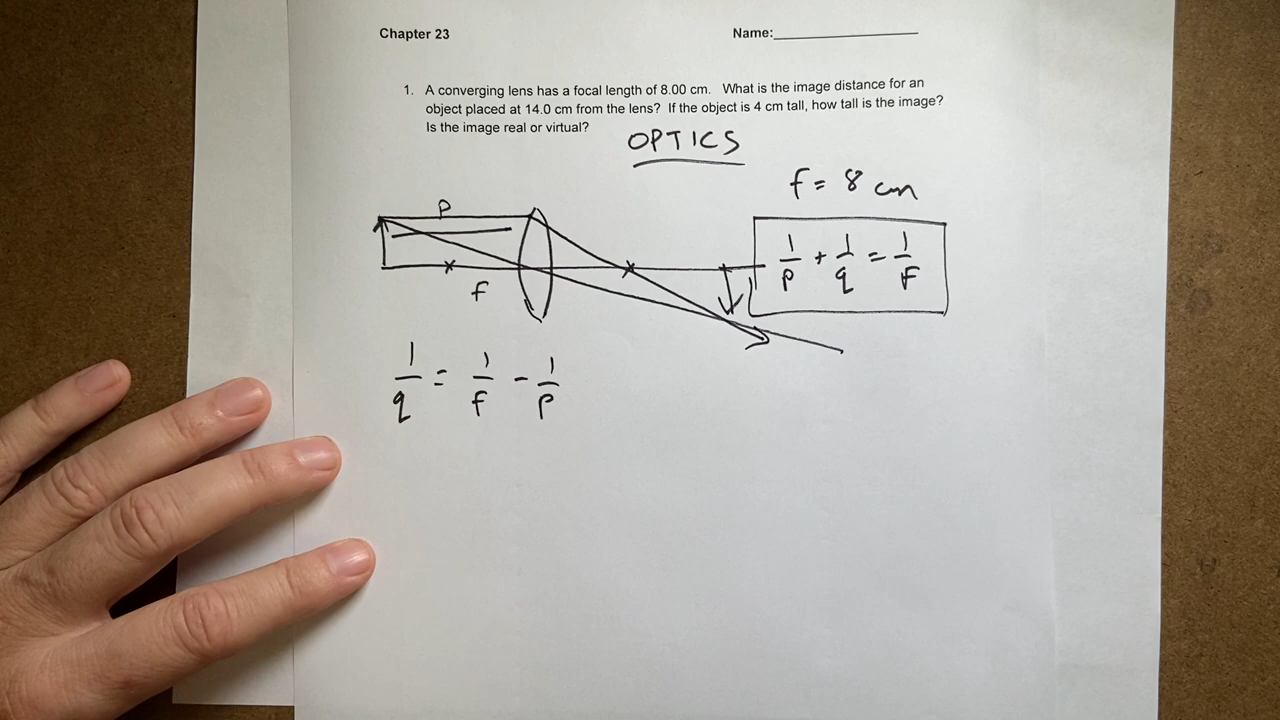 Chapter 23 Name:
1. A converging lens has a focal length of 8.00 cm. What is the image distance for an
object placed at 14.0 cm from the lens? If the object is 4 cm tall, how tall is the image?
Is the image real or virtual?
OPTICS
f = 8 cm
P
1/p + 1/q = 1/F
f
1/q = 1/f - 1/p